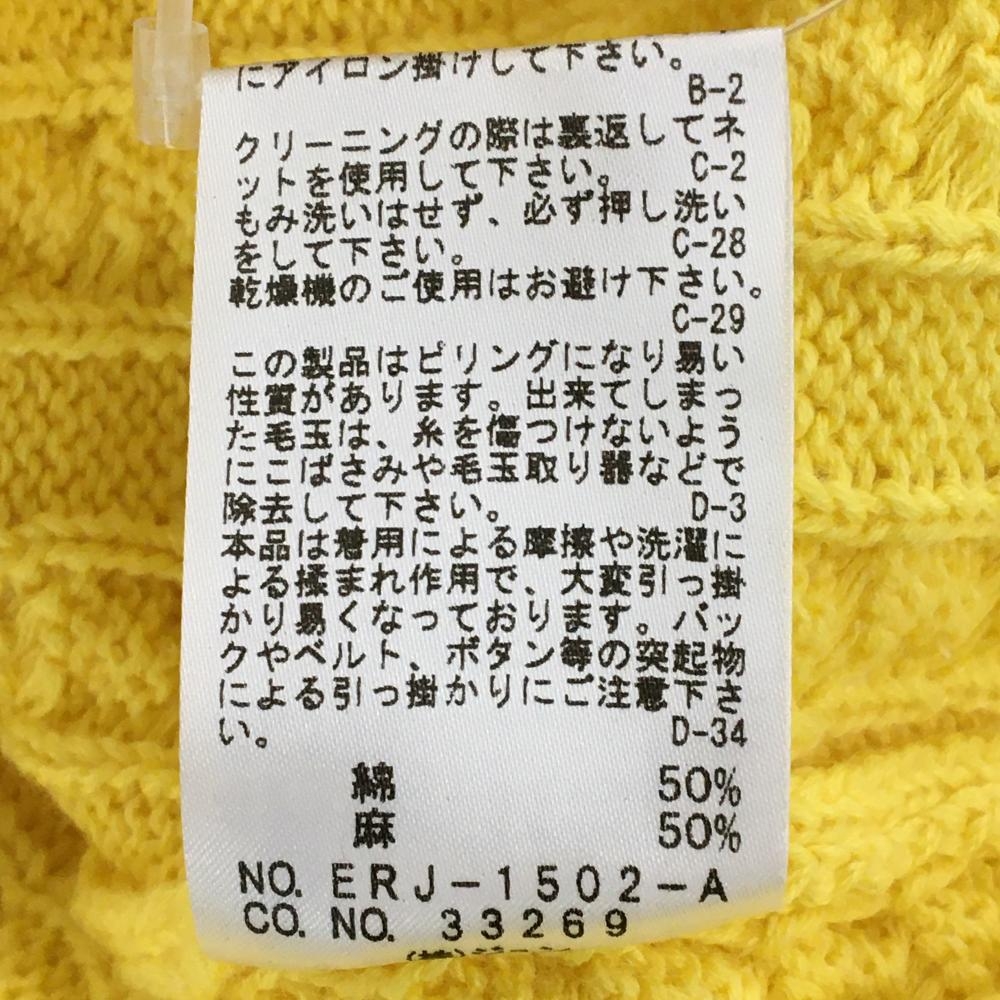 にアイロン掛けして下さい。
B-2
クリーニングの際は裏返してネ
ットを使用して下さい。 C-2
もみ洗いはせず、必ず押し洗い
をして下さい。 C-28
乾燥機のご使用はお避け下さい。
C-29
この製品はピリングになり易い
性質があります。出来てしまっ
た毛玉は、糸を傷つけないよう
にこばさみや毛玉取り器などで
除去して下さい。 D-3
本品は着用による摩擦や洗濯に
よる揉まれ作用で、大変引っ掛
かり易くなっております。バッ
クやベルト、ボタン等の突起物
による引っ掛かりにご注意下さ
い。 D-34
綿 50%
麻 50%
NO. ERJ-1502-A
CO. NO. 33269